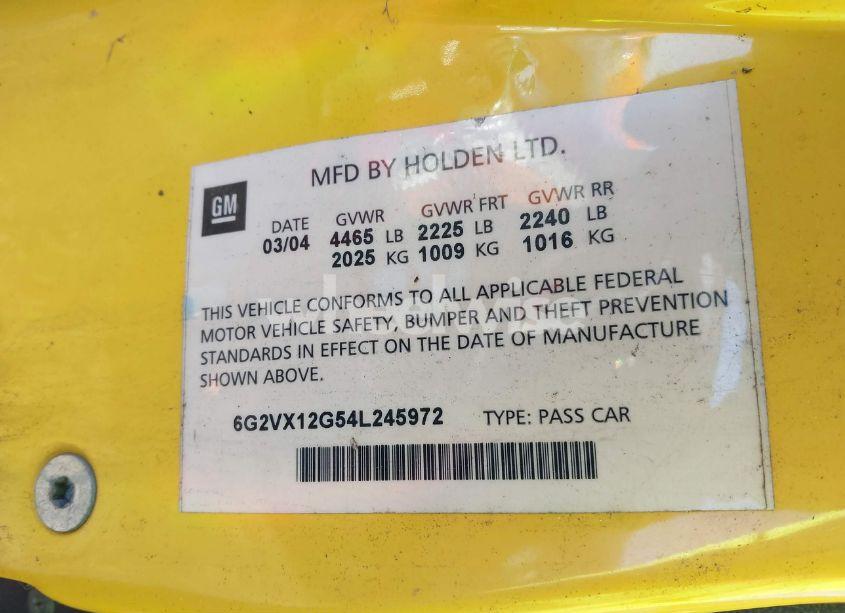 MFD BY HOLDEN LTD.
GM
DATE GVWR GVWR FRT GVWR RR
03/04 4465 LB 2225 LB 2240 LB
2025 KG 1009 KG 1016 KG
THIS VEHICLE CONFORMS TO ALL APPLICABLE FEDERAL
MOTOR VEHICLE SAFETY, BUMPER AND THEFT PREVENTION
STANDARDS IN EFFECT ON THE DATE OF MANUFACTURE
SHOWN ABOVE.
6G2VX12G54L245972 TYPE: PASS CAR